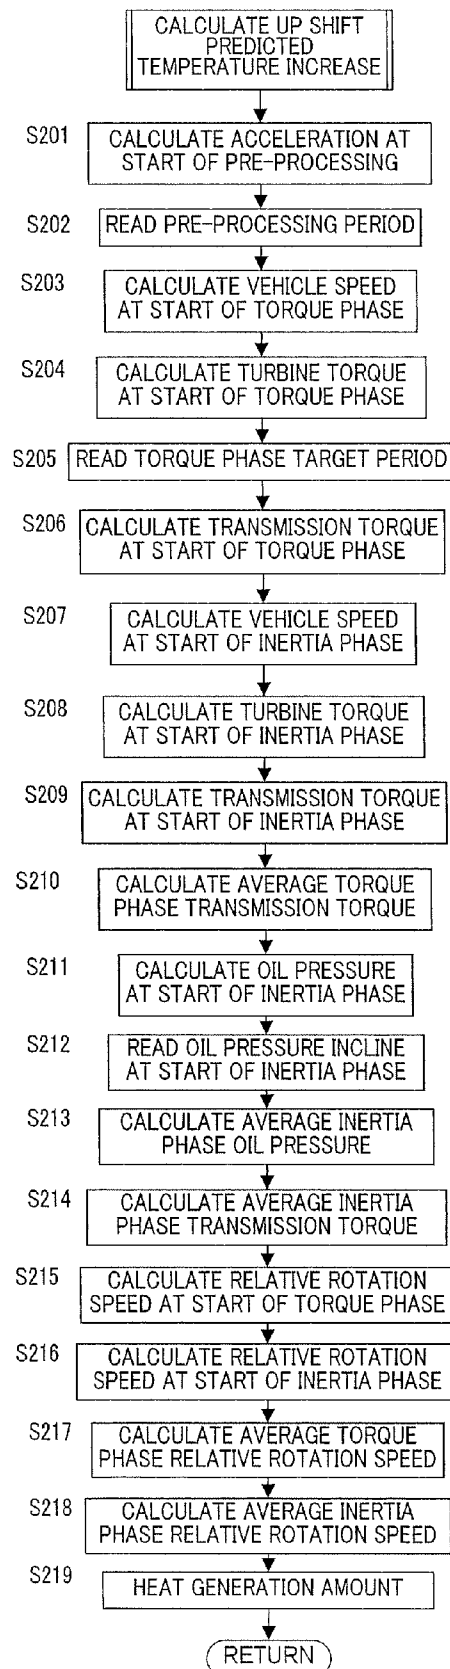 CALCULATE UP SHIFT
PREDICTED
TEMPERATURE INCREASE
S201
CALCULATE ACCELERATION AT
START OF PRE-PROCESSING
S202
READ PRE-PROCESSING PERIOD
S203
CALCULATE VEHICLE SPEED
AT START OF TORQUE PHASE
S204
CALCULATE TURBINE TORQUE
AT START OF TORQUE PHASE
S205
READ TORQUE PHASE TARGET PERIOD
S206
CALCULATE TRANSMISSION TORQUE
AT START OF TORQUE PHASE
S207
CALCULATE VEHICLE SPEED
AT START OF INERTIA PHASE
S208
CALCULATE TURBINE TORQUE
AT START OF INERTIA PHASE
S209
CALCULATE TRANSMISSION TORQUE
AT START OF INERTIA PHASE
S210
CALCULATE AVERAGE TORQUE
PHASE TRANSMISSION TORQUE
S211
CALCULATE OIL PRESSURE
AT START OF INERTIA PHASE
S212
READ OIL PRESSURE INCLINE
AT START OF INERTIA PHASE
S213
CALCULATE AVERAGE INERTIA
PHASE OIL PRESSURE
S214
CALCULATE AVERAGE INERTIA
PHASE TRANSMISSION TORQUE
S215
CALCULATE RELATIVE ROTATION
SPEED AT START OF TORQUE PHASE
S216
CALCULATE RELATIVE ROTATION
SPEED AT START OF INERTIA PHASE
S217
CALCULATE AVERAGE TORQUE
PHASE RELATIVE ROTATION SPEED
S218
CALCULATE AVERAGE INERTIA
PHASE RELATIVE ROTATION SPEED
S219
HEAT GENERATION AMOUNT
RETURN